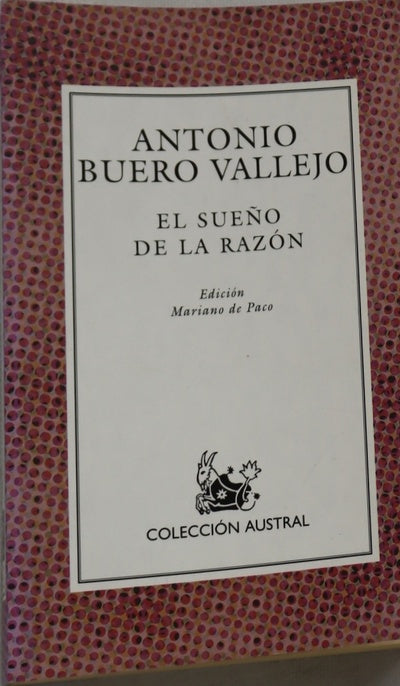 ANTONIO
BUERO VALLEJO
EL SUEÑO
DE LA RAZÓN
Edición
Mariano de Paco
COLECCIÓN AUSTRAL